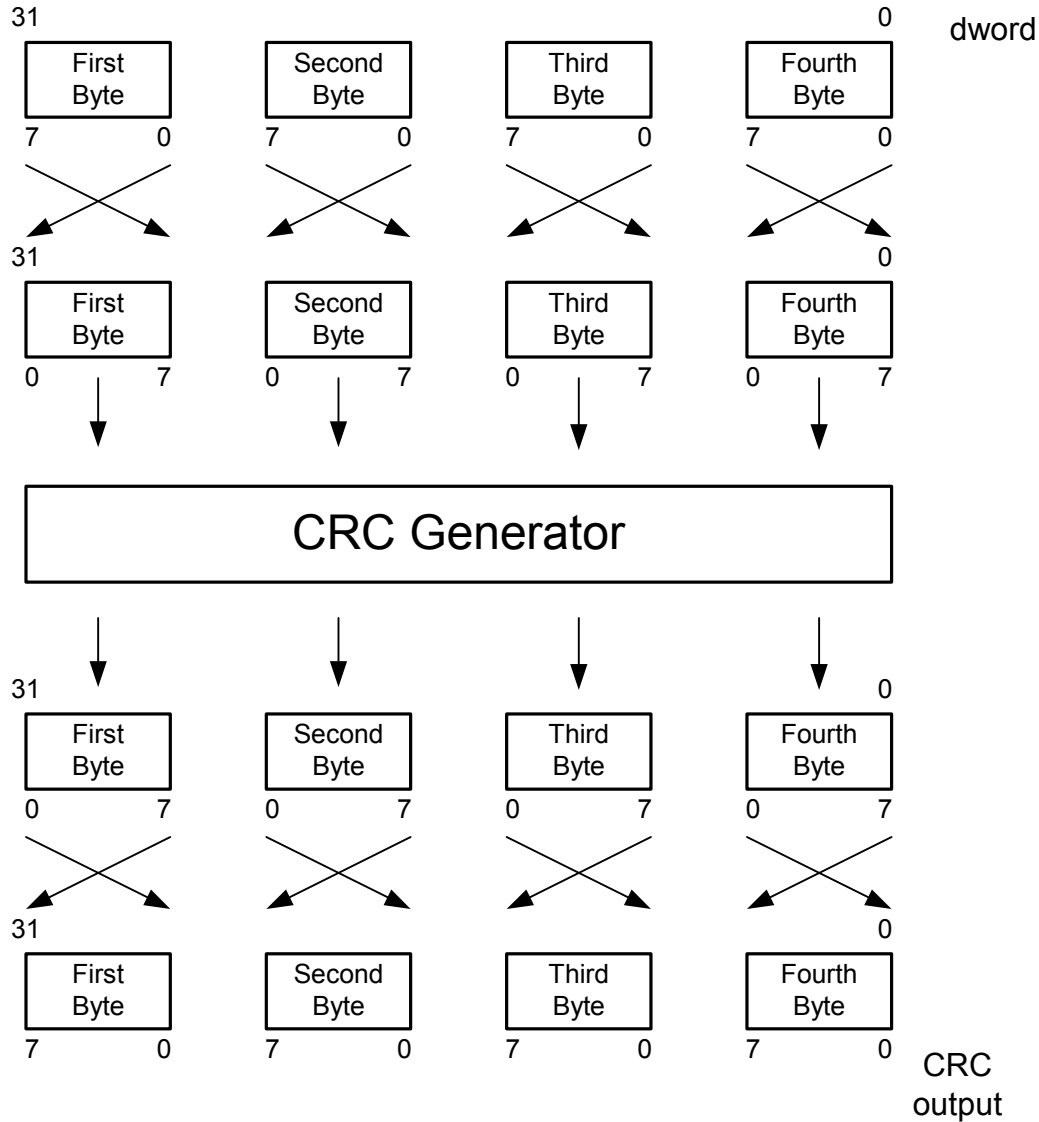 31 0 dword
First Second Third Fourth
Byte Byte Byte Byte
7 0 7 0 7 0 7 0
31 0
First Second Third Fourth
Byte Byte Byte Byte
0 7 0 7 0 7 0 7
CRC Generator
31 0
First Second Third Fourth
Byte Byte Byte Byte
0 7 0 7 0 7 0 7
31 0
First Second Third Fourth
Byte Byte Byte Byte
7 0 7 0 7 0 7 0
CRC
output